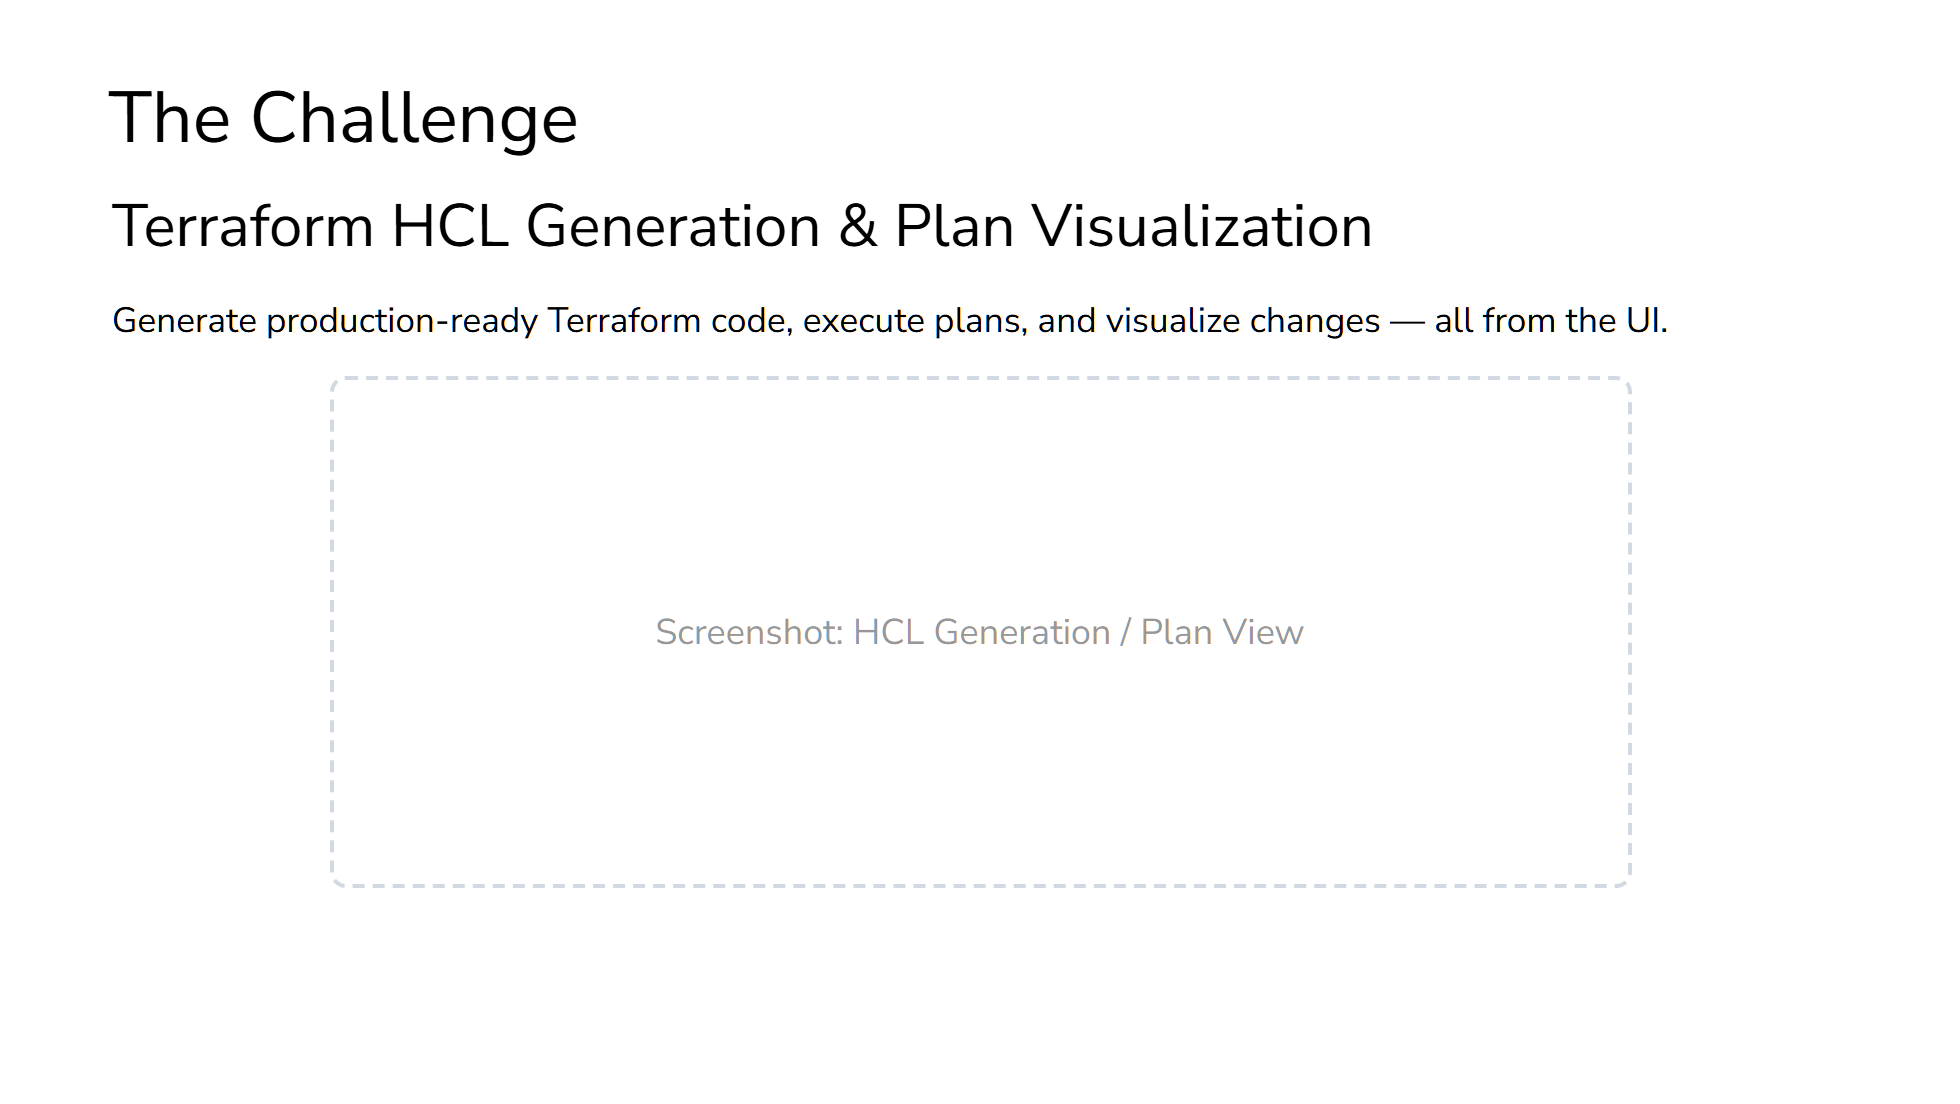 The Challenge
Terraform HCL Generation & Plan Visualization
Generate production-ready Terraform code, execute plans, and visualize changes — all from the UI.
Screenshot: HCL Generation / Plan View